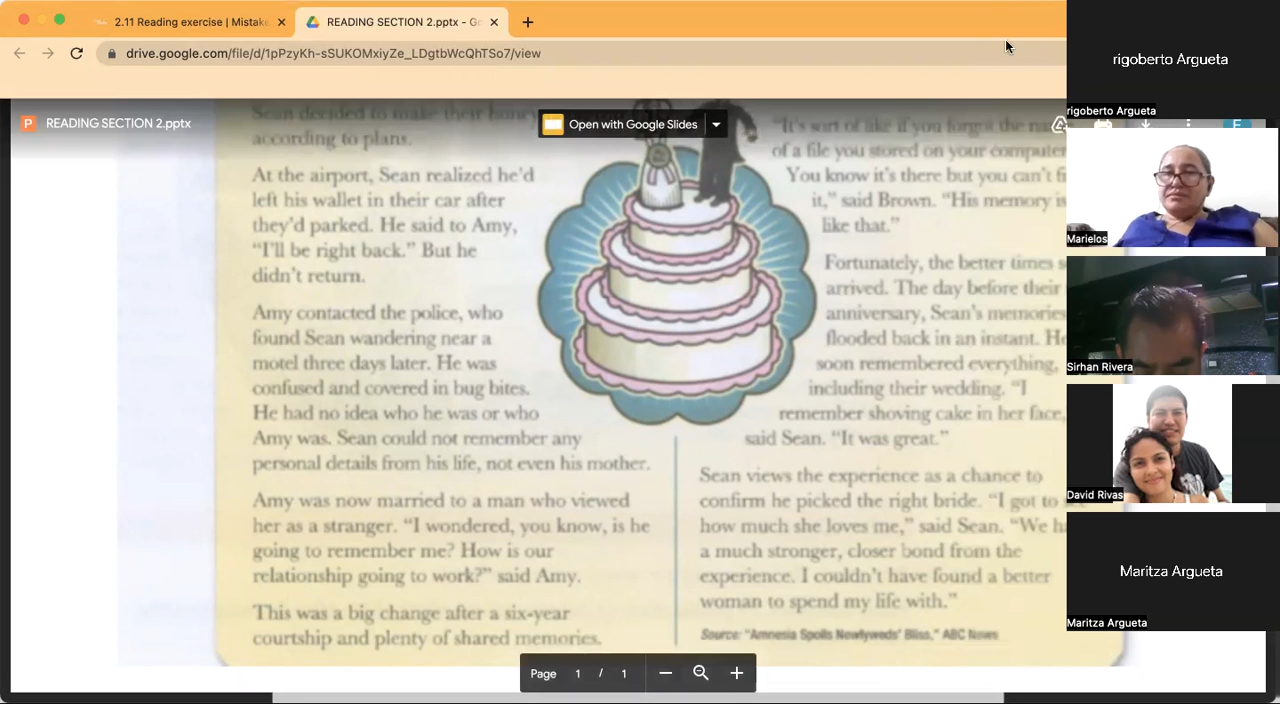 2.11 Reading exercise | Mistak
READING SECTION 2.pptx - G
drive.google.com/file/d/1pPzyKh-sSUKOMxiyZe_LDgtbWcQhTSo7/view
READING SECTION 2.pptx
Open with Google Slides
Sean decided to make their
according to plans.
At the airport, Sean realized he'd
left his wallet in their car after
they'd parked. He said to Amy,
"I'll be right back." But he
didn't return.
Amy contacted the police, who
found Sean wandering near a
motel three days later. He was
confused and covered in bug bites.
He had no idea who he was or who
Amy was. Sean could not remember any
personal details from his life, not even his mother.
Amy was now married to a man who viewed
her as a stranger. "I wondered, you know, is he
going to remember me? How is our
relationship going to work?" said Amy.
This was a big change after a six-year
courtship and plenty of shared memories.
"It's sort of like if you forgot the
of a file you stored on your computer
You know it's there but you can't
it," said Brown. "His memory is
like that."
Fortunately, the better times
arrived. The day before their
anniversary, Sean's memories
flooded back in an instant. He
soon remembered everything,
including their wedding. "I
remember shoving cake in her face,
said Sean. "It was great."
Sean views the experience as a chance to
confirm he picked the right bride. "I got to
how much she loves me," said Sean. "We
a much stronger, closer bond from the
experience. I couldn't have found a better
woman to spend my life with."
Source: "Amnesia Spoils Newlyweds' Bliss," ABC News
Page 1 / 1
rigoberto Argueta
rigoberto Argueta
Marielos
Sirhan Rivera
David Rivas
Maritza Argueta
Maritza Argueta